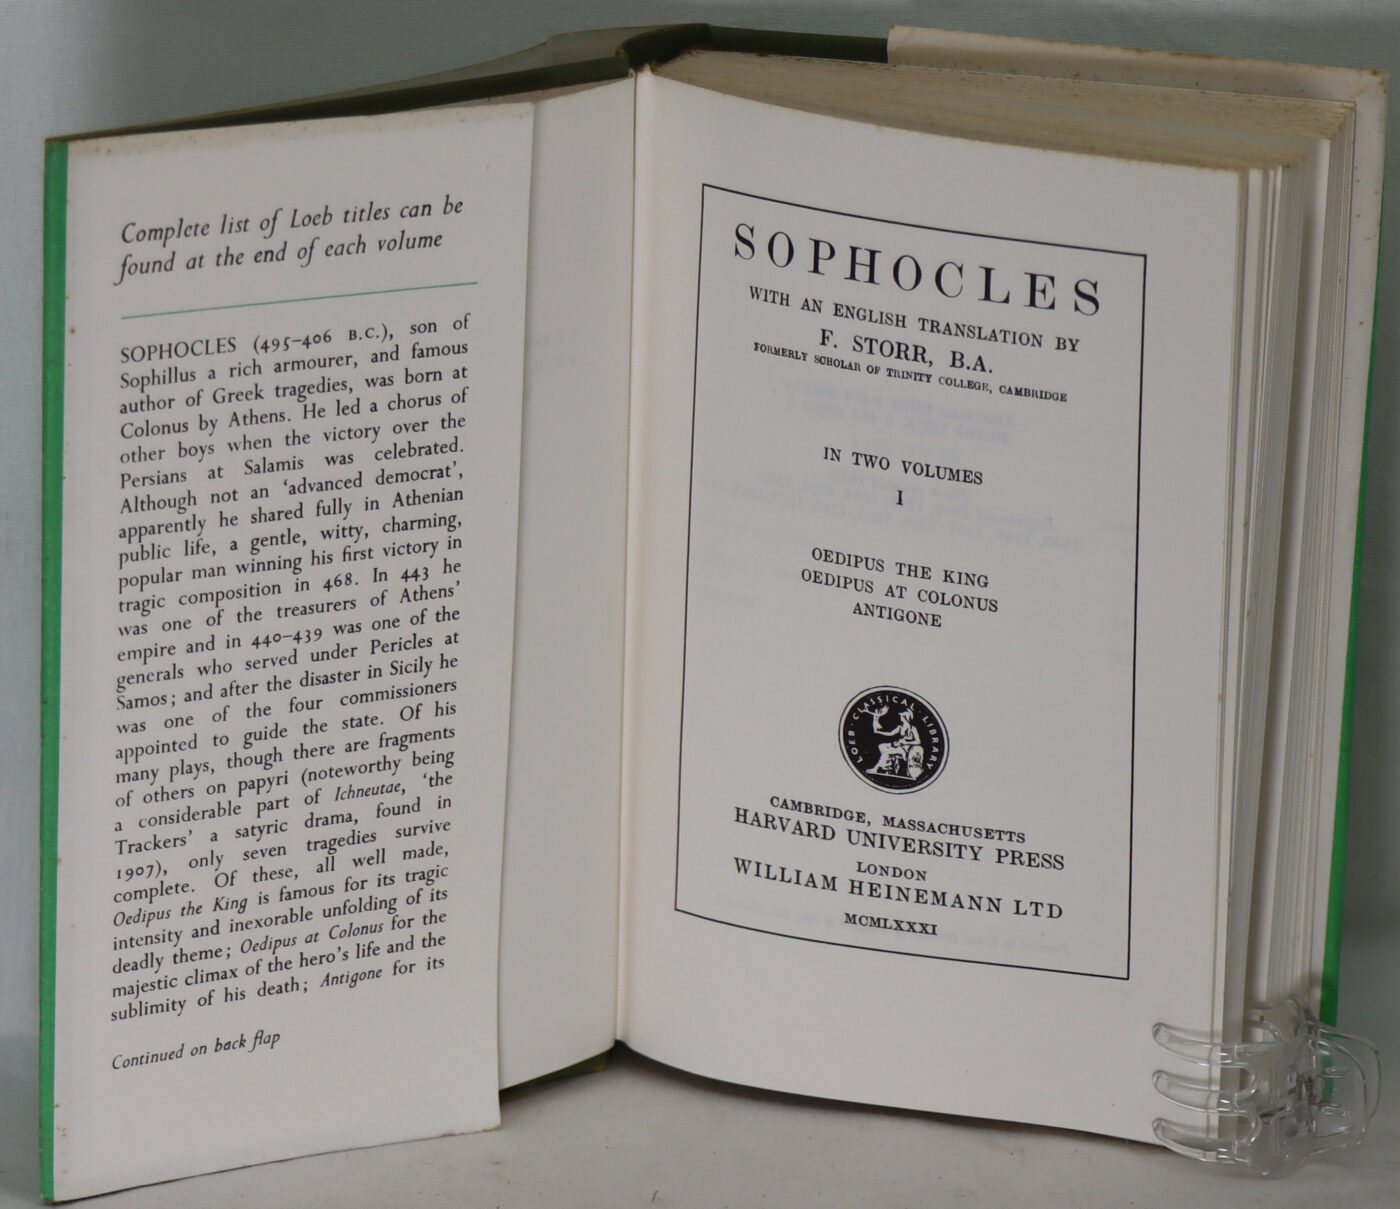 Complete list of Loeb titles can be
found at the end of each volume
SOPHOCLES (495–406 B.C.), son of
Sophillus a rich armourer, and famous
author of Greek tragedies, was born at
Colonus by Athens. He led a chorus of
other boys when the victory over the
Persians at Salamis was celebrated.
Although not an ‘advanced democrat’,
apparently he shared fully in Athenian
public life, a gentle, witty, charming,
popular man winning his first victory in
tragic composition in 468. In 443 he
was one of the treasurers of Athens’
empire and in 440–439 was one of the
generals who served under Pericles at
Samos; and after the disaster in Sicily he
was one of the four commissioners
appointed to guide the state. Of his
many plays, though there are fragments
of others on papyri (noteworthy being
a considerable part of Ichneutae, ‘the
Trackers’ a satyric drama, found in
1907), only seven tragedies survive
complete. Of these, all well made,
Oedipus the King is famous for its tragic
intensity and inexorable unfolding of its
deadly theme; Oedipus at Colonus for the
majestic climax of the hero’s life and the
sublimity of his death; Antigone for its
Continued on back flap
SOPHOCLES
WITH AN ENGLISH TRANSLATION BY
F. STORR, B.A.
FORMERLY SCHOLAR OF TRINITY COLLEGE, CAMBRIDGE
IN TWO VOLUMES
I
OEDIPUS THE KING
OEDIPUS AT COLONUS
ANTIGONE
LOEB CLASSICAL LIBRARY
CAMBRIDGE, MASSACHUSETTS
HARVARD UNIVERSITY PRESS
LONDON
WILLIAM HEINEMANN LTD
MCMLXXXI